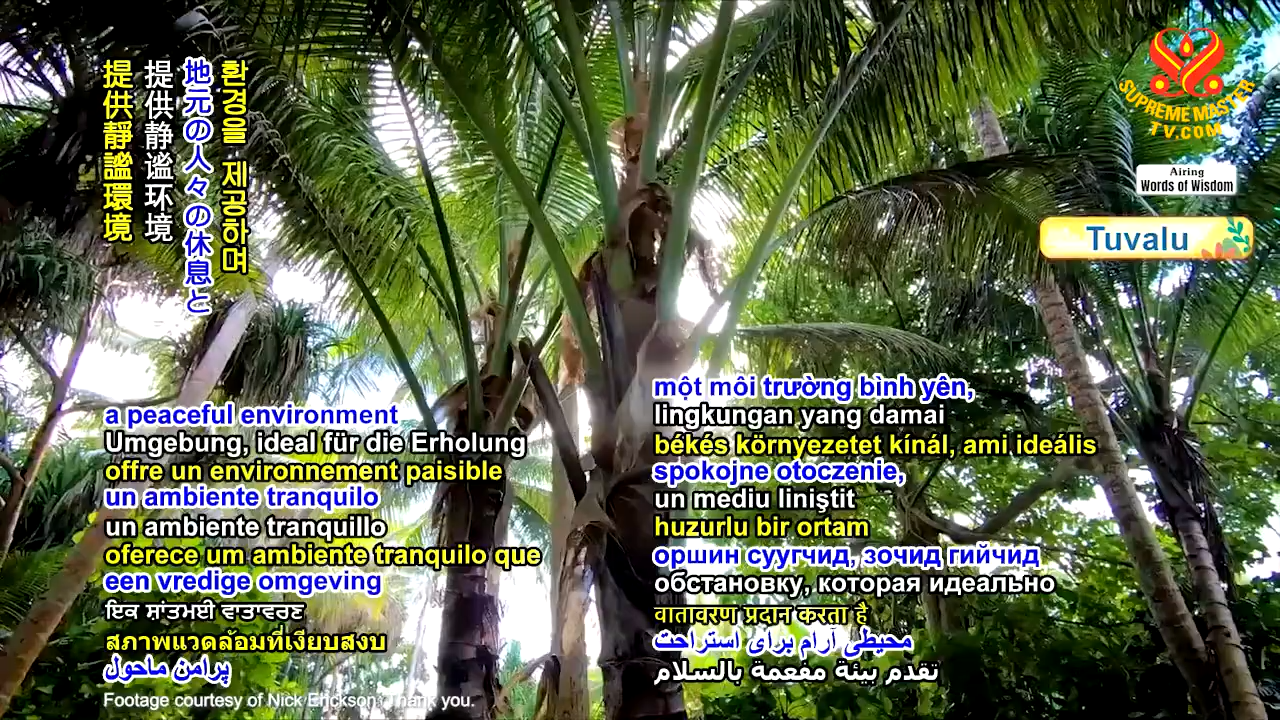 환경을 제공하며
地元の人々の休息と
提供静谧环境
提供靜謐環境
SUPREME MASTER
TV.COM
Airing
Words of Wisdom
Tuvalu
a peaceful environment
Umgebung, ideal für die Erholung
offre un environnement paisible
un ambiente tranquilo
un ambiente tranquillo
oferece um ambiente tranquilo que
een vredige omgeving
ਇਕ ਸ਼ਾਂਤਮਈ ਵਾਤਾਵਰਣ
สภาพแวดล้อมที่เงียบสงบ
پرامن ماحول
một môi trường bình yên,
lingkungan yang damai
békés környezetet kínál, ami ideális
spokojne otoczenie,
un mediu liniştit
huzurlu bir ortam
оршин суугчид, зочид гийчид
обстановку, которая идеально
वातावरण प्रदान करता है
محیطی آرام برای استراحت
تقدم بيئة مفعمة بالسلام
Footage courtesy of Nick Erickson. Thank you.